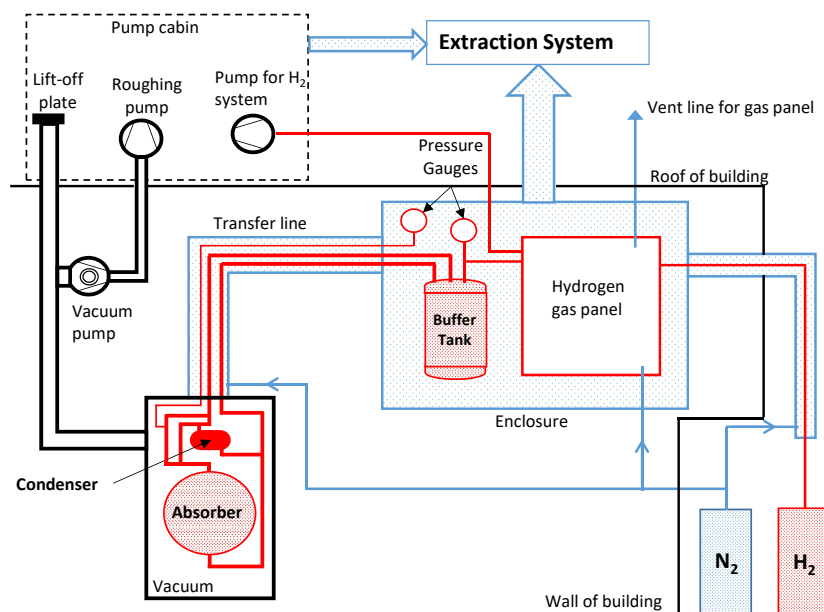 Pump cabin
Extraction System
Lift-off
plate
Roughing
pump
Pump for H₂
system
Vent line for gas panel
Pressure
Gauges
Roof of building
Transfer line
Vacuum
pump
Buffer
Tank
Hydrogen
gas panel
Enclosure
Condenser
Absorber
Vacuum
N₂
H₂
Wall of building